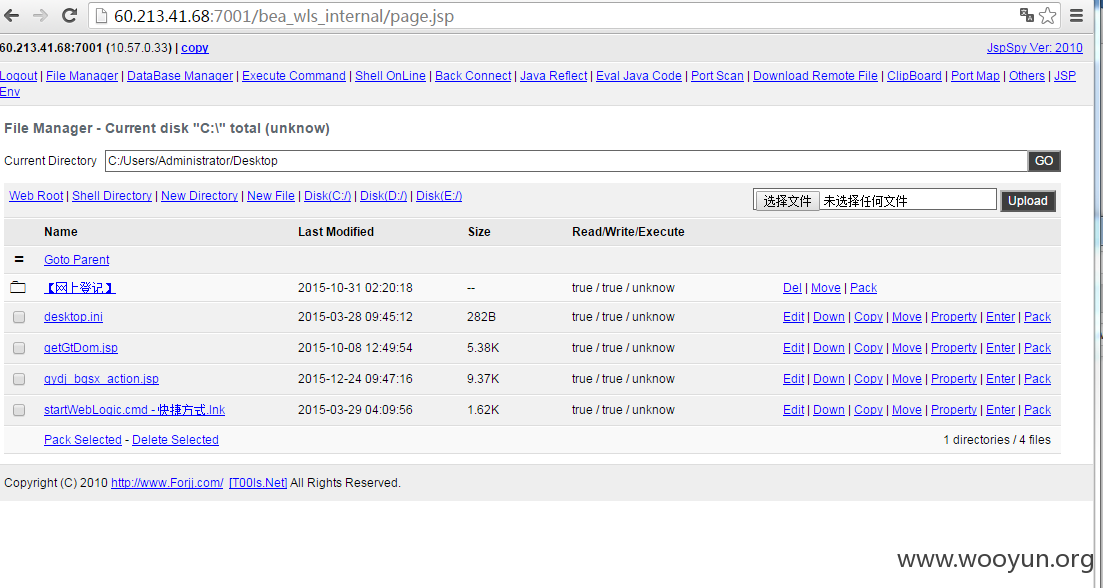 60.213.41.68:7001/bea_wls_internal/page.jsp
60.213.41.68:7001 (10.57.0.33) | copy JspSpy Ver: 2010
Logout | File Manager | DataBase Manager | Execute Command | Shell OnLine | Back Connect | Java Reflect | Eval Java Code | Port Scan | Download Remote File | ClipBoard | Port Map | Others | JSP
Env
File Manager - Current disk "C:\" total (unknow)
Current Directory C:/Users/Administrator/Desktop GO
Web Root | Shell Directory | New Directory | New File | Disk(C:/) | Disk(D:/) | Disk(E:/) 选择文件 未选择任何文件 Upload
Name Last Modified Size Read/Write/Execute
= Goto Parent
【网上登记】 2015-10-31 02:20:18 -- true / true / unknow Del | Move | Pack
desktop.ini 2015-03-28 09:45:12 282B true / true / unknow Edit | Down | Copy | Move | Property | Enter | Pack
getGtDom.jsp 2015-10-08 12:49:54 5.38K true / true / unknow Edit | Down | Copy | Move | Property | Enter | Pack
qydj_bgsx_action.jsp 2015-12-24 09:47:16 9.37K true / true / unknow Edit | Down | Copy | Move | Property | Enter | Pack
startWebLogic.cmd - 快捷方式.lnk 2015-03-29 04:09:56 1.62K true / true / unknow Edit | Down | Copy | Move | Property | Enter | Pack
Pack Selected - Delete Selected 1 directories / 4 files
Copyright (C) 2010 http://www.Forjj.com/ [T00ls.Net] All Rights Reserved.
www.wooyun.org